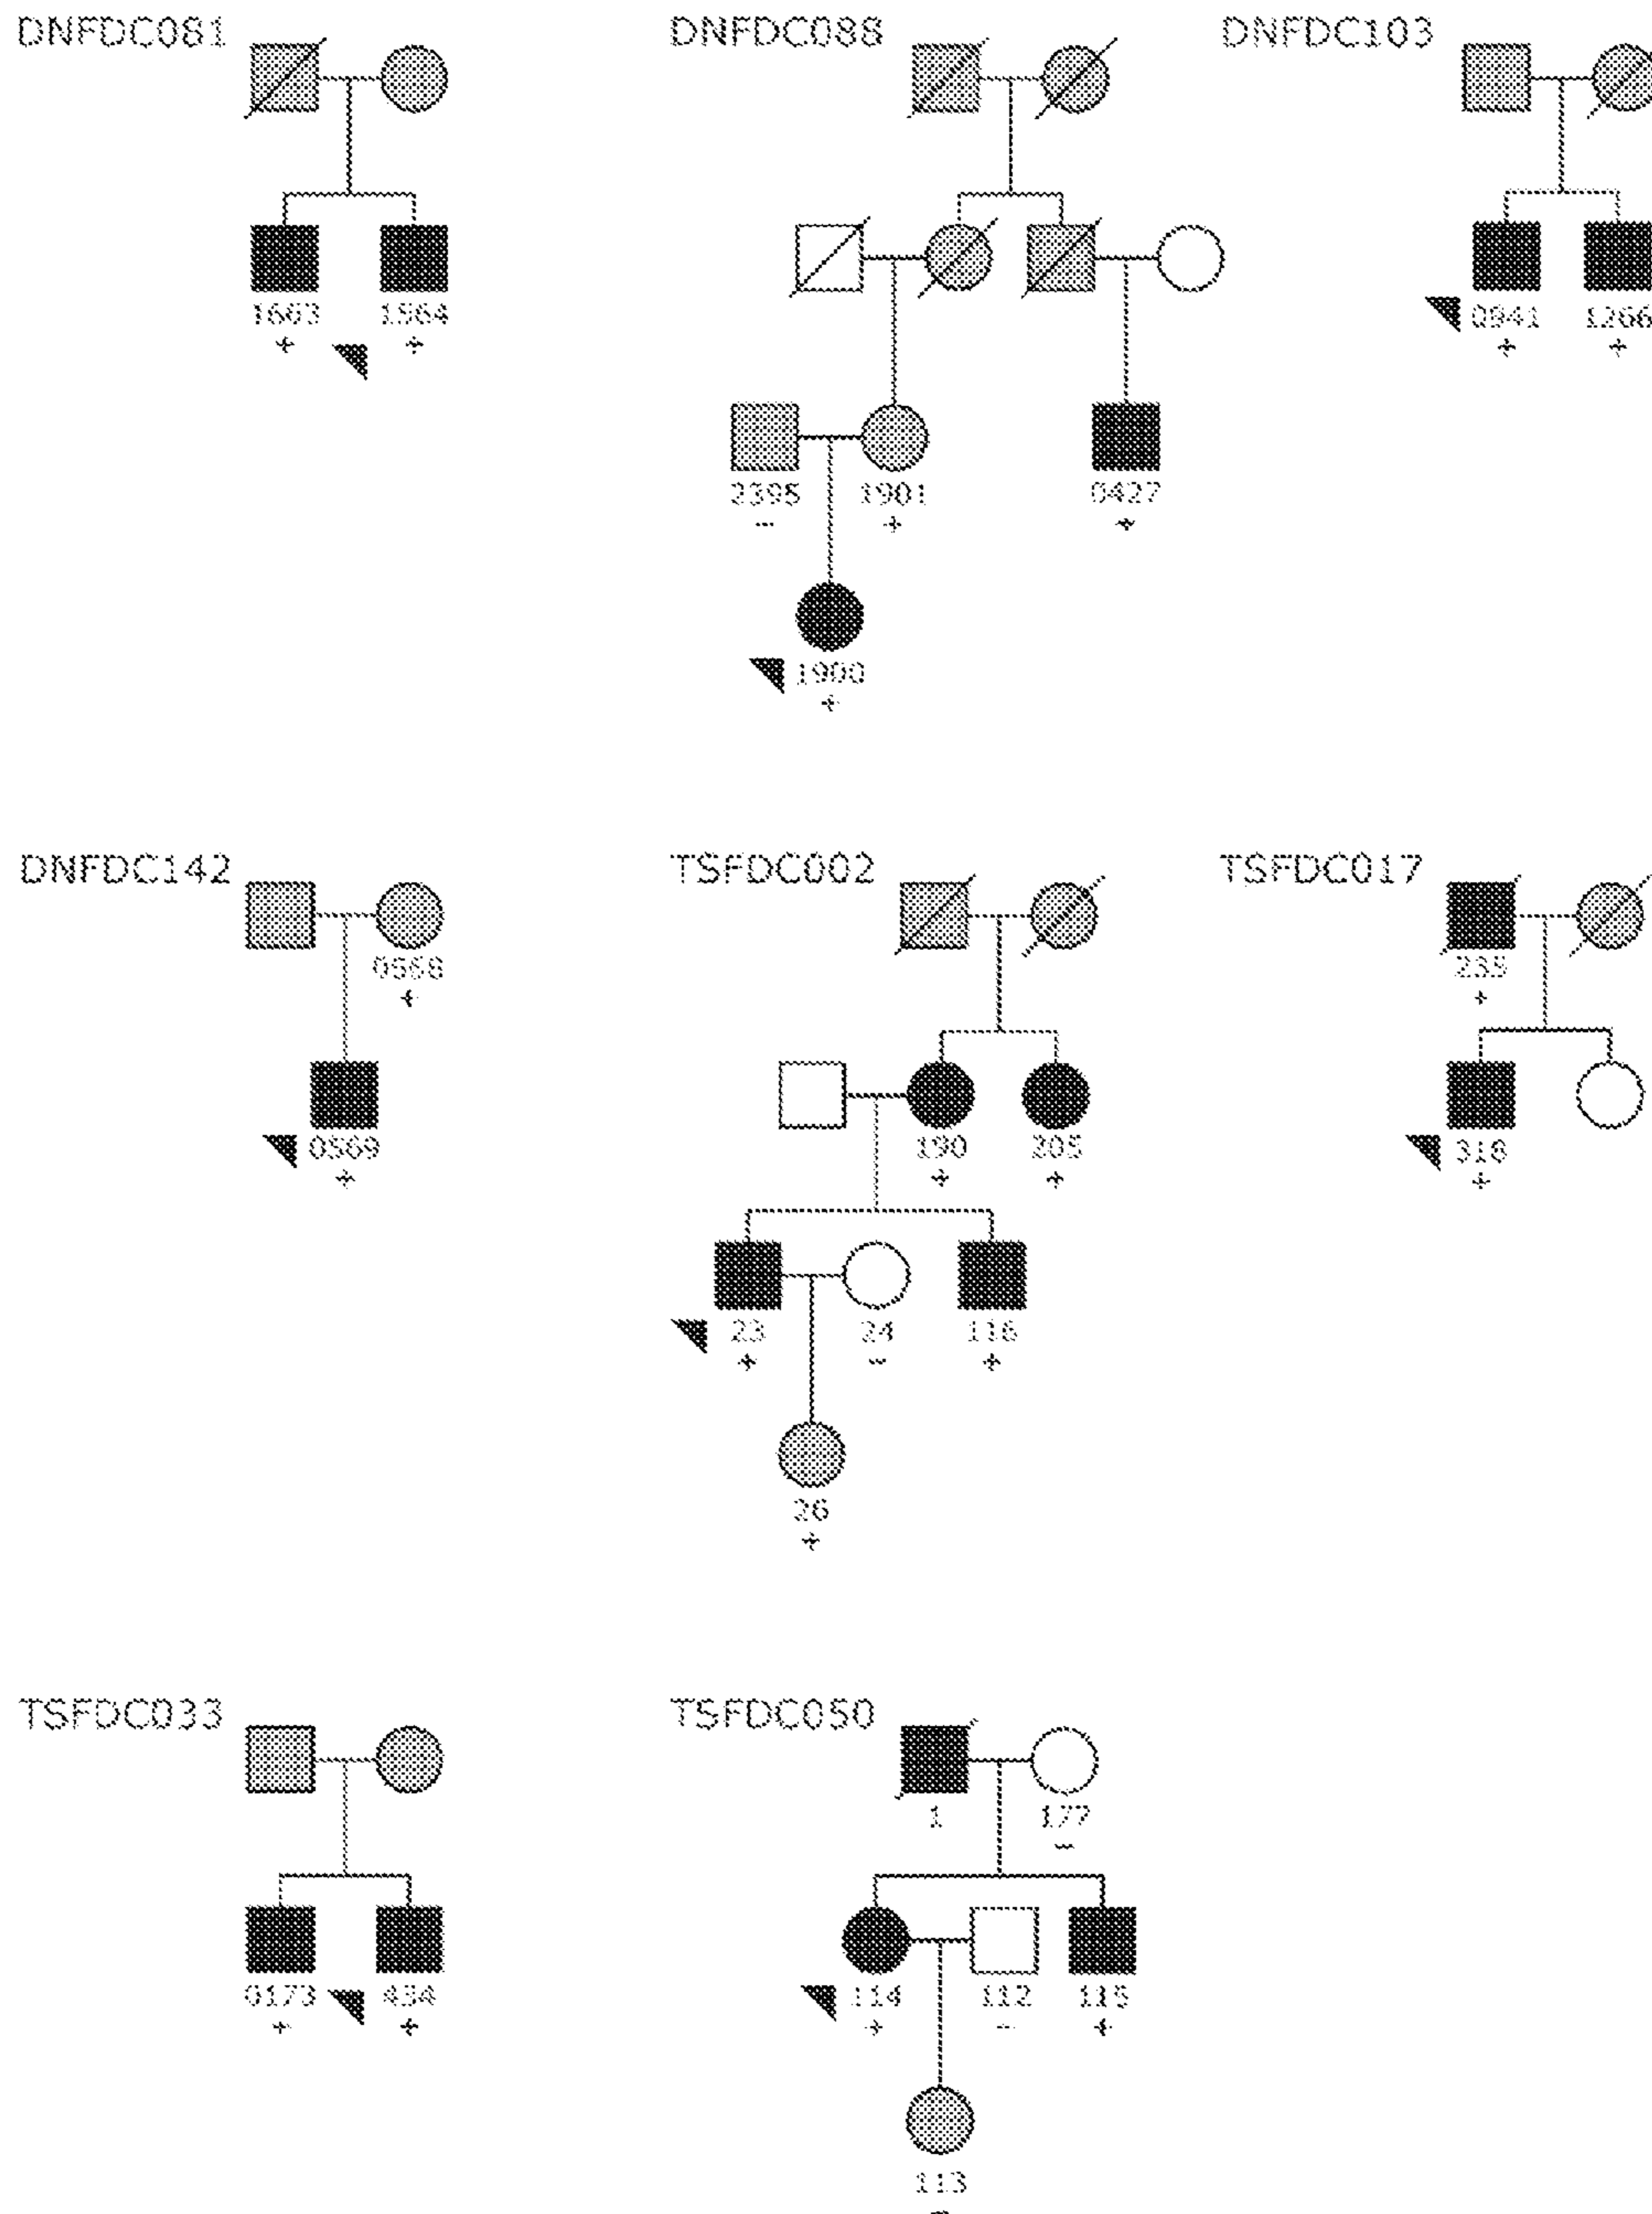 DNFDC081
DNFDC088
DNFDC103
1663 1564
+ +
0941 1266
+ +
2395 1901 0427
- + +
1900
+
DNFDC142
TSFDC002
TSFDC017
0568
+
235
+
0569
+
190 205
+ +
318
+
23 24 116
+ - +
26
+
TSFDC033
TSFDC050
1 177
-
0173 434
+ +
114 112 115
+ - +
113
-